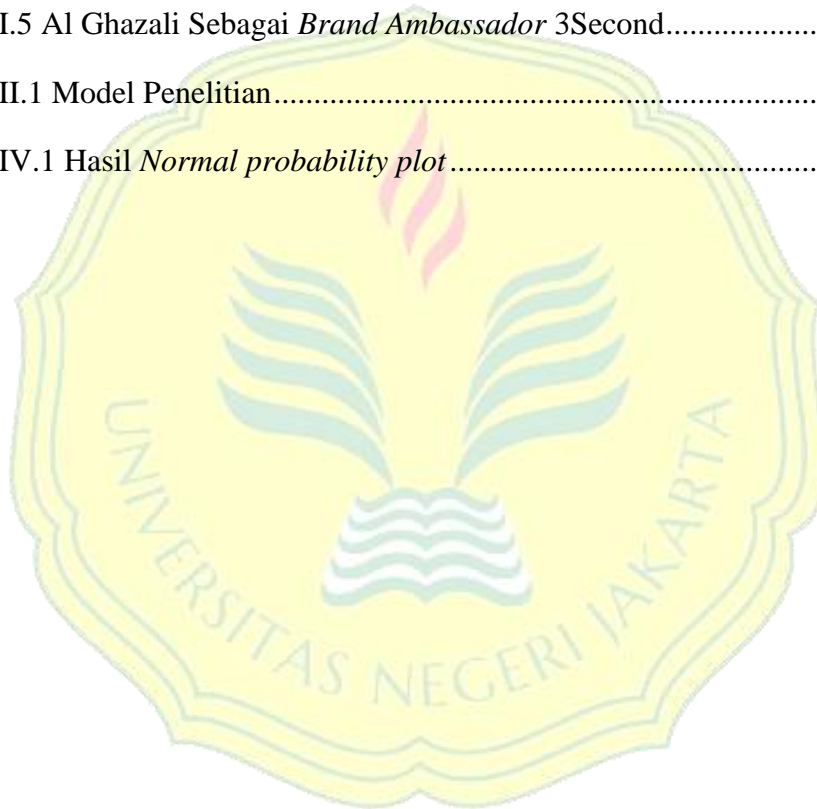 I.5 Al Ghazali Sebagai Brand Ambassador 3Second...................
II.1 Model Penelitian....................................................................
IV.1 Hasil Normal probability plot..............................................
UNIVERSITAS NEGERI JAKARTA